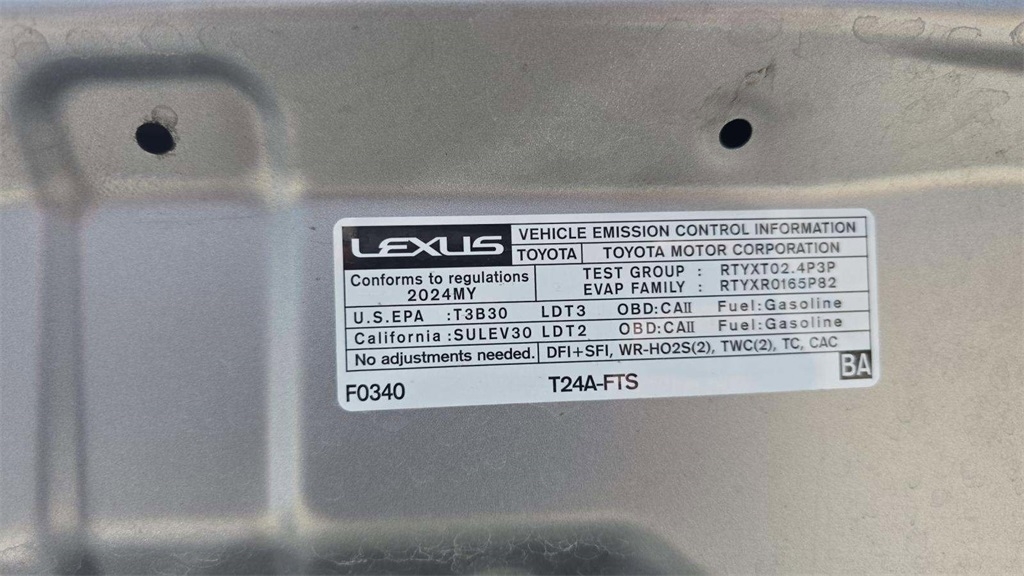 LEXUS VEHICLE EMISSION CONTROL INFORMATION
TOYOTA TOYOTA MOTOR CORPORATION
Conforms to regulations
2024MY
TEST GROUP : RTYXT02.4P3P
EVAP FAMILY : RTYXR0165P82
U.S.EPA :T3B30 LDT3 OBD:CAII Fuel:Gasoline
California :SULEV30 LDT2 OBD:CAII Fuel:Gasoline
No adjustments needed. DFI+SFI, WR-HO2S(2), TWC(2), TC, CAC
F0340 T24A-FTS BA